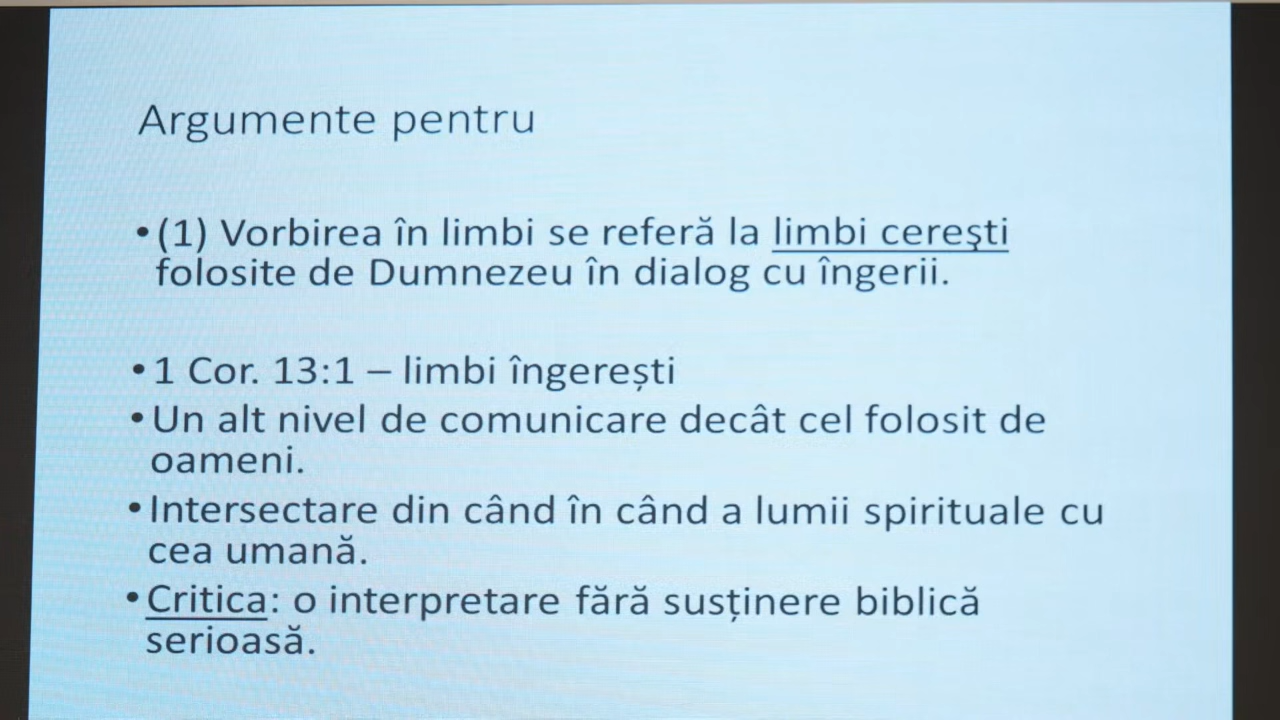 Argumente pentru
•(1) Vorbirea în limbi se referă la limbi cereşti
folosite de Dumnezeu în dialog cu îngerii.
•1 Cor. 13:1 – limbi îngerești
•Un alt nivel de comunicare decât cel folosit de
oameni.
•Intersectare din când în când a lumii spirituale cu
cea umană.
•Critica: o interpretare fără susținere biblică
serioasă.